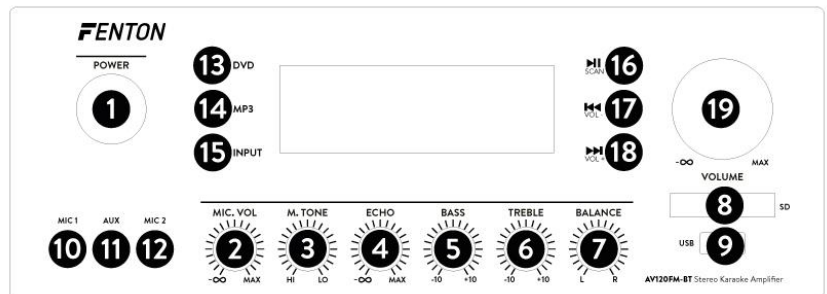 FENTON
POWER
1
13 DVD
14 MP3
15 INPUT
SCAN 16
VOL - 17
VOL + 18
19
-∞ MAX
VOLUME
8 SD
USB 9
MIC 1 AUX MIC 2
10 11 12
MIC. VOL M. TONE ECHO BASS TREBLE BALANCE
2 3 4 5 6 7
-∞ MAX HI LO -∞ MAX -10 +10 -10 +10 L R
AV120FM-BT Stereo Karaoke Amplifier